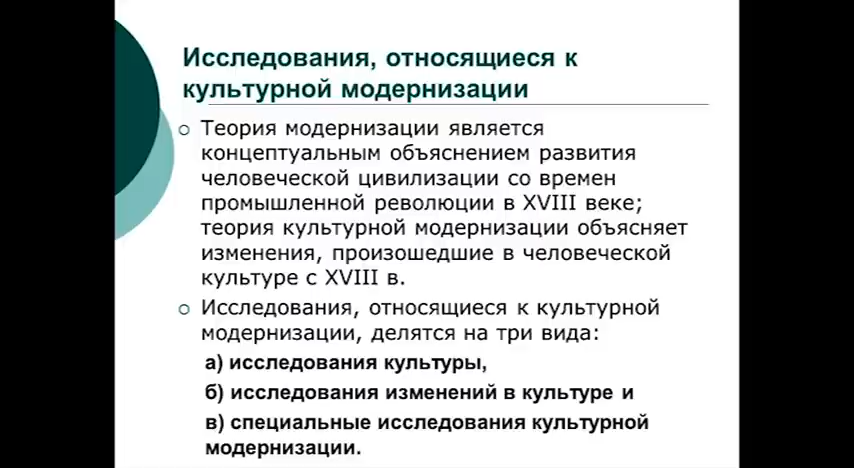 Исследования, относящиеся к
культурной модернизации
Теория модернизации является
концептуальным объяснением развития
человеческой цивилизации со времен
промышленной революции в XVIII веке;
теория культурной модернизации объясняет
изменения, произошедшие в человеческой
культуре с XVIII в.
Исследования, относящиеся к культурной
модернизации, делятся на три вида:
а) исследования культуры,
б) исследования изменений в культуре и
в) специальные исследования культурной
модернизации.